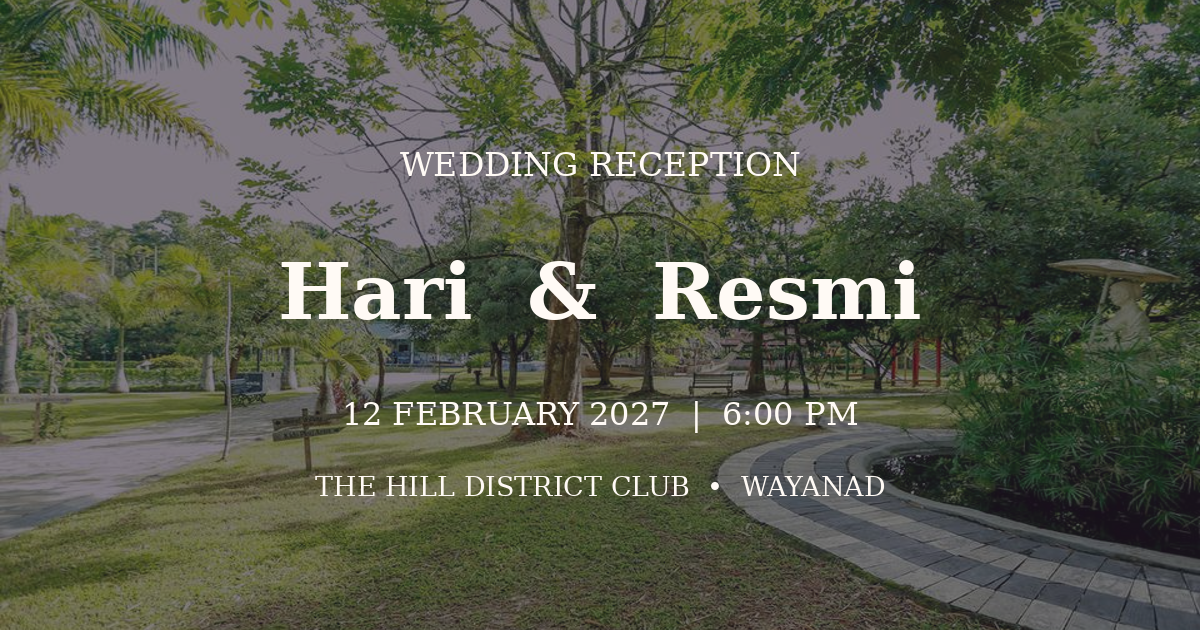 WEDDING RECEPTION
Hari & Resmi
12 FEBRUARY 2027 | 6:00 PM
THE HILL DISTRICT CLUB • WAYANAD